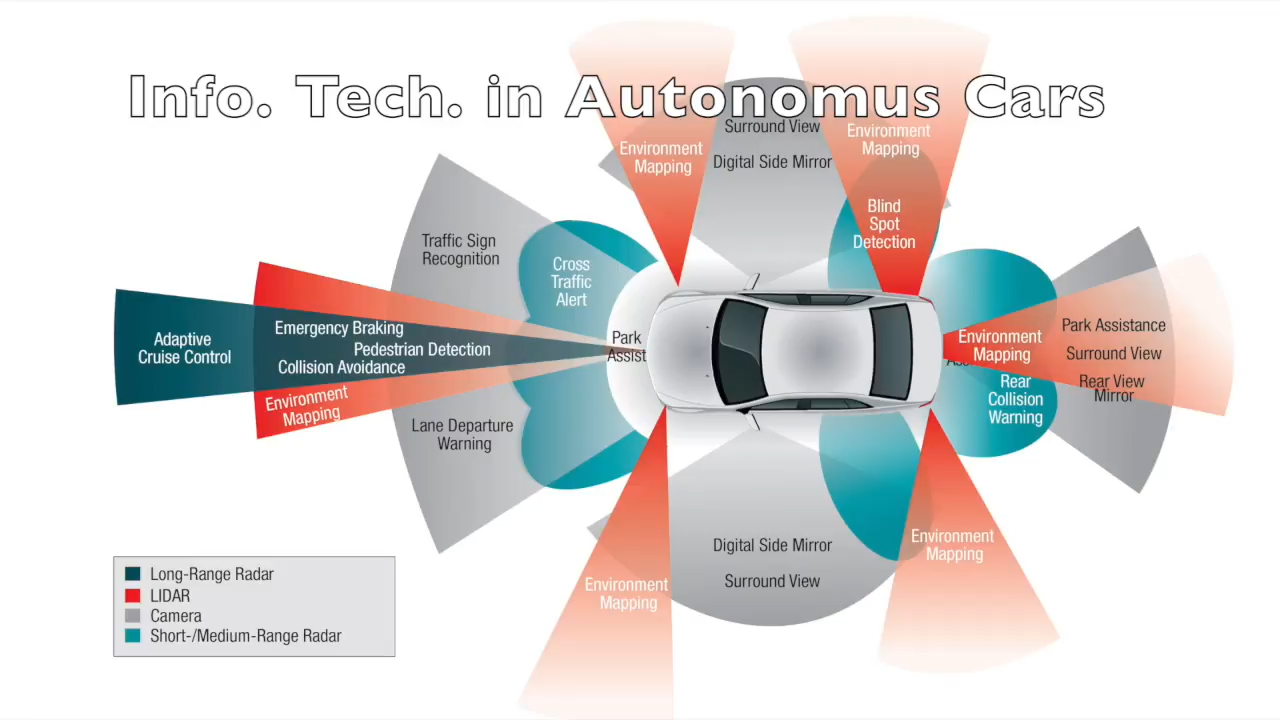 Info. Tech. in Autonomus Cars
Surround View
Digital Side Mirror
Environment
Mapping
Environment
Mapping
Blind
Spot
Detection
Traffic Sign
Recognition
Cross
Traffic
Alert
Adaptive
Cruise Control
Emergency Braking
Pedestrian Detection
Collision Avoidance
Environment
Mapping
Park
Assist
Lane Departure
Warning
Environment
Mapping
Park Assistance
Surround View
Rear View
Mirror
Rear
Collision
Warning
Digital Side Mirror
Surround View
Environment
Mapping
Environment
Mapping
Long-Range Radar
LIDAR
Camera
Short-/Medium-Range Radar